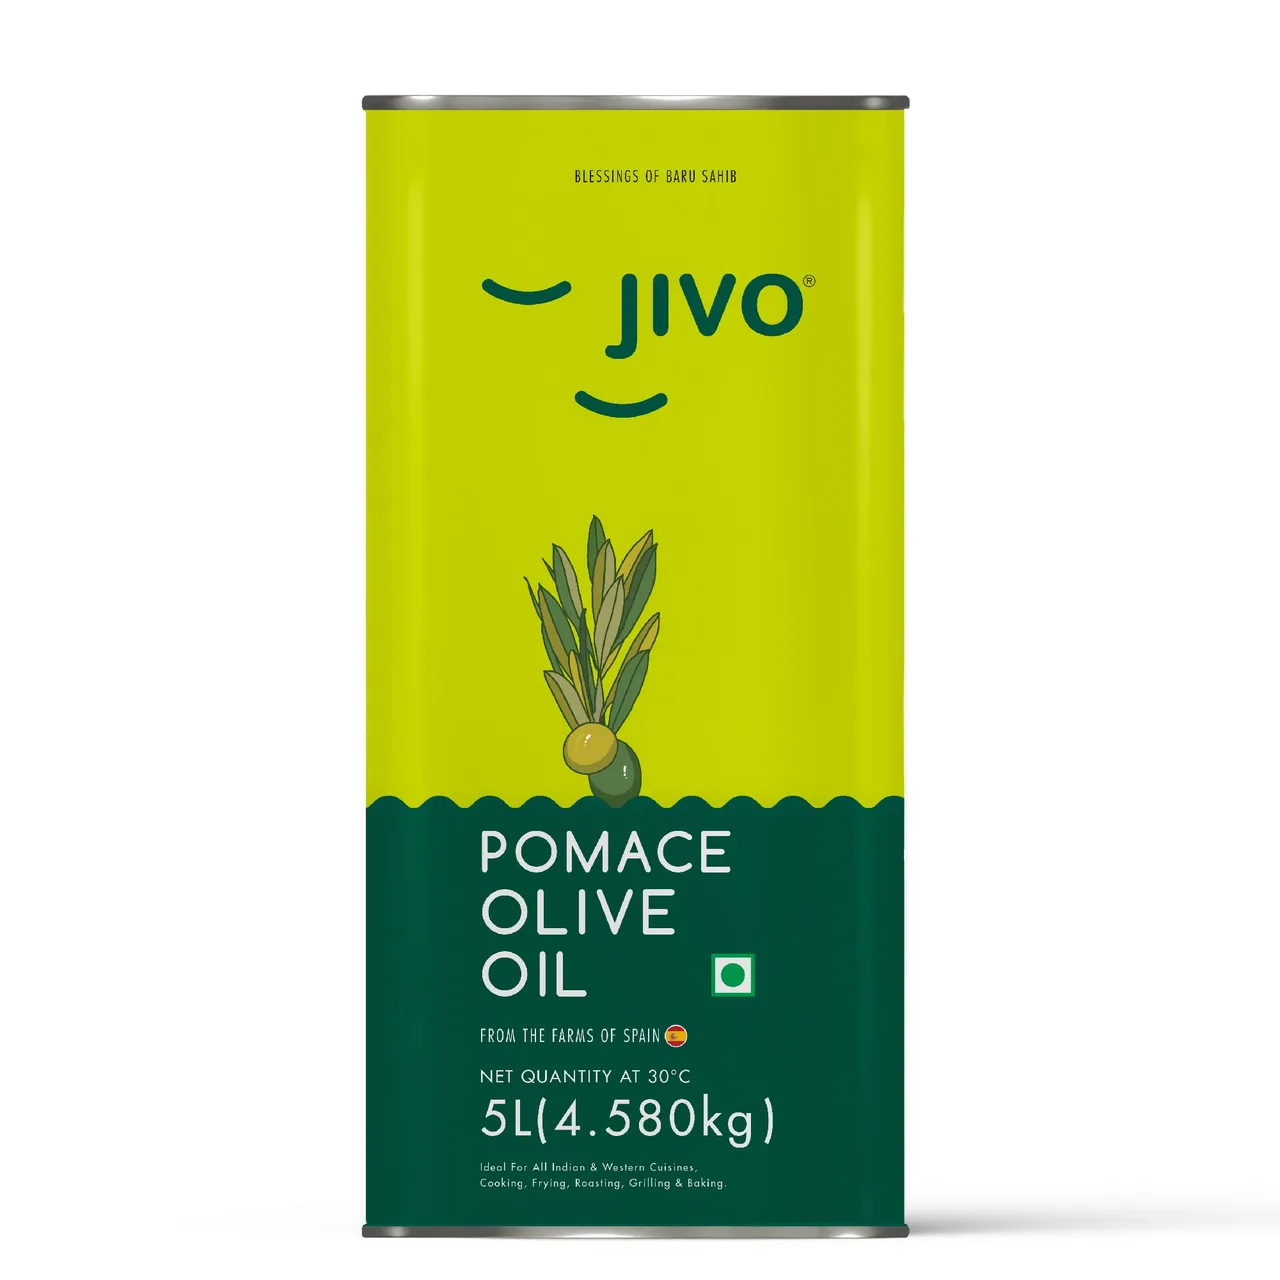 BLESSINGS OF BARU SAHIB
JIVO®
POMACE
OLIVE
OIL
FROM THE FARMS OF SPAIN
NET QUANTITY AT 30°C
5L(4.580kg)
Ideal For All Indian & Western Cuisines,
Cooking, Frying, Roasting, Grilling & Baking.